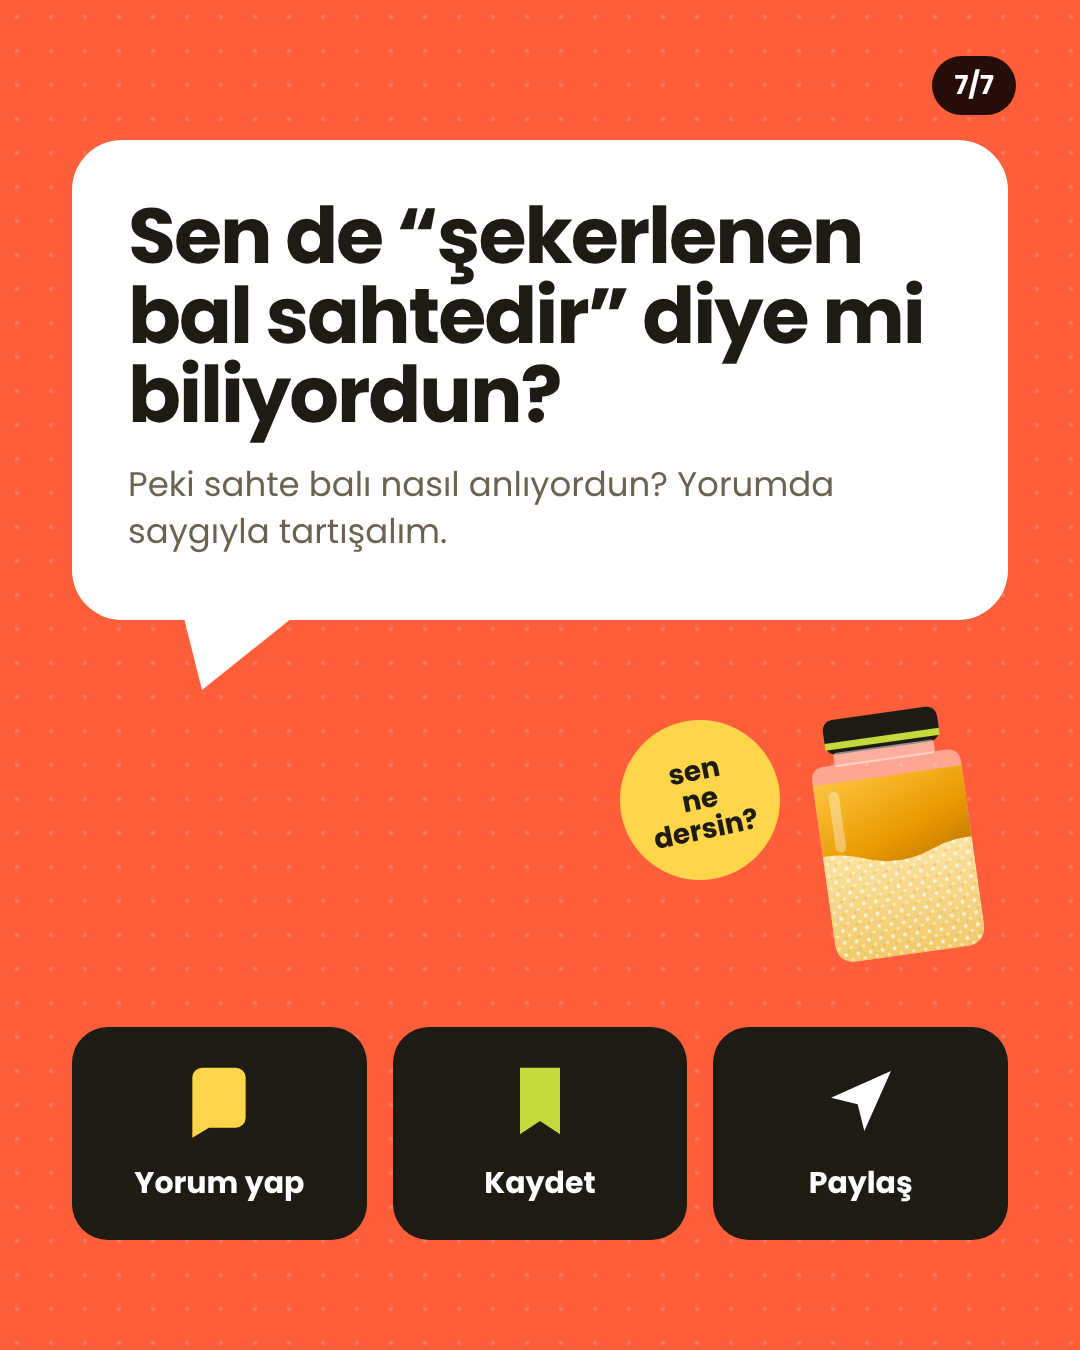 7/7
Sen de “şekerlenen
bal sahtedir” diye mi
biliyordun?
Peki sahte balı nasıl anlıyordun? Yorumda
saygıyla tartışalım.
sen
ne
dersin?
Yorum yap
Kaydet
Paylaş